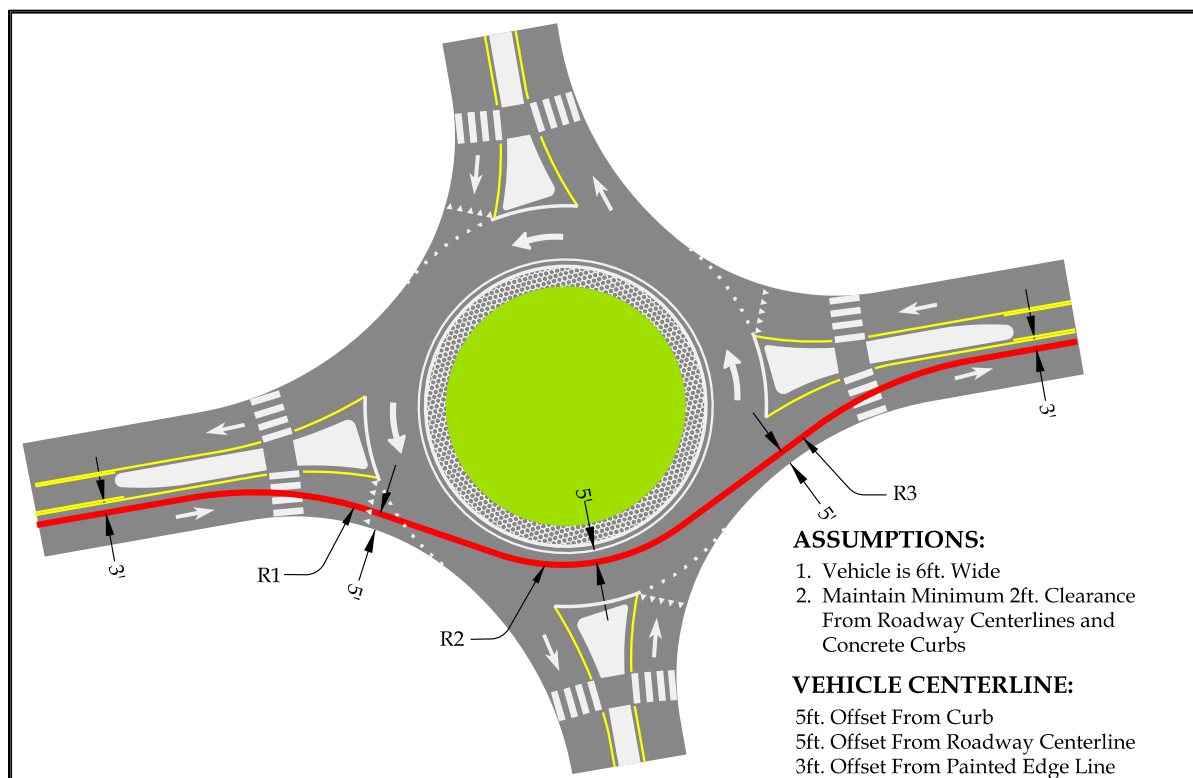 5'
3'
R3
5'
ASSUMPTIONS:
1. Vehicle is 6ft. Wide
2. Maintain Minimum 2ft. Clearance
From Roadway Centerlines and
Concrete Curbs
3'
R1
5'
R2
VEHICLE CENTERLINE:
5ft. Offset From Curb
5ft. Offset From Roadway Centerline
3ft. Offset From Painted Edge Line